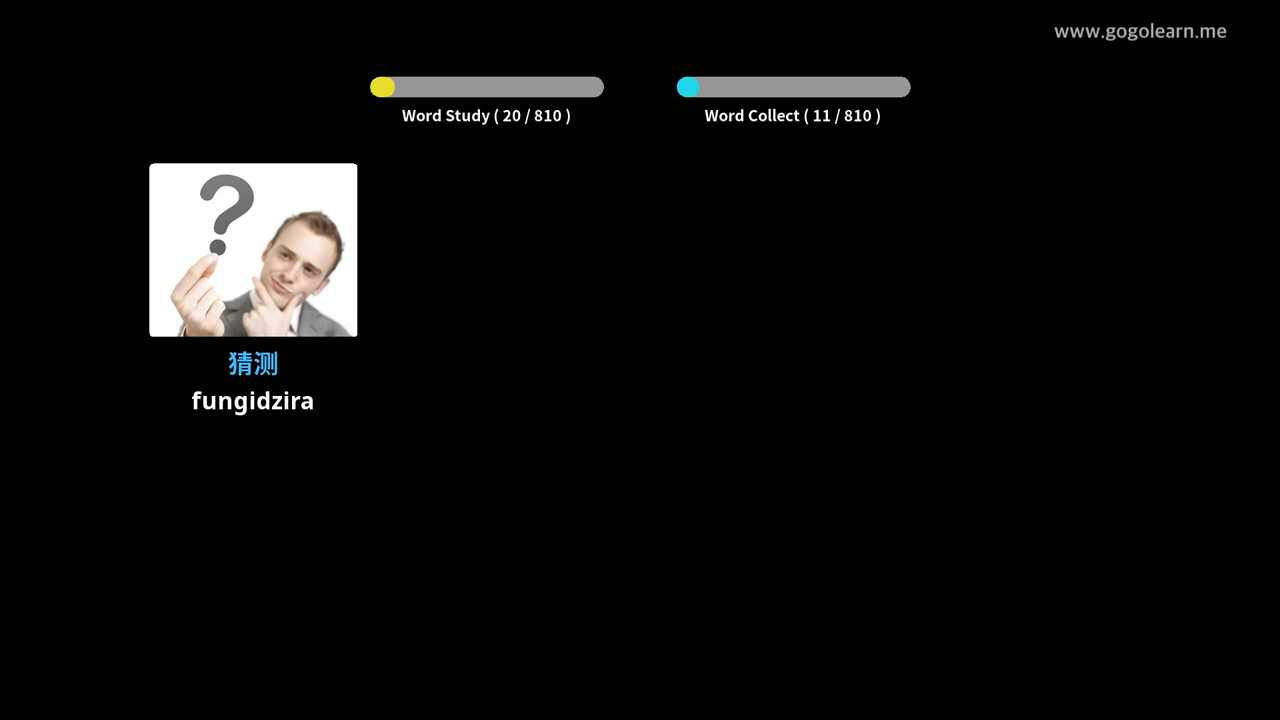 www.gogolearn.me
Word Study ( 20 / 810 )
Word Collect ( 11 / 810 )
?
猜测
fungidzira